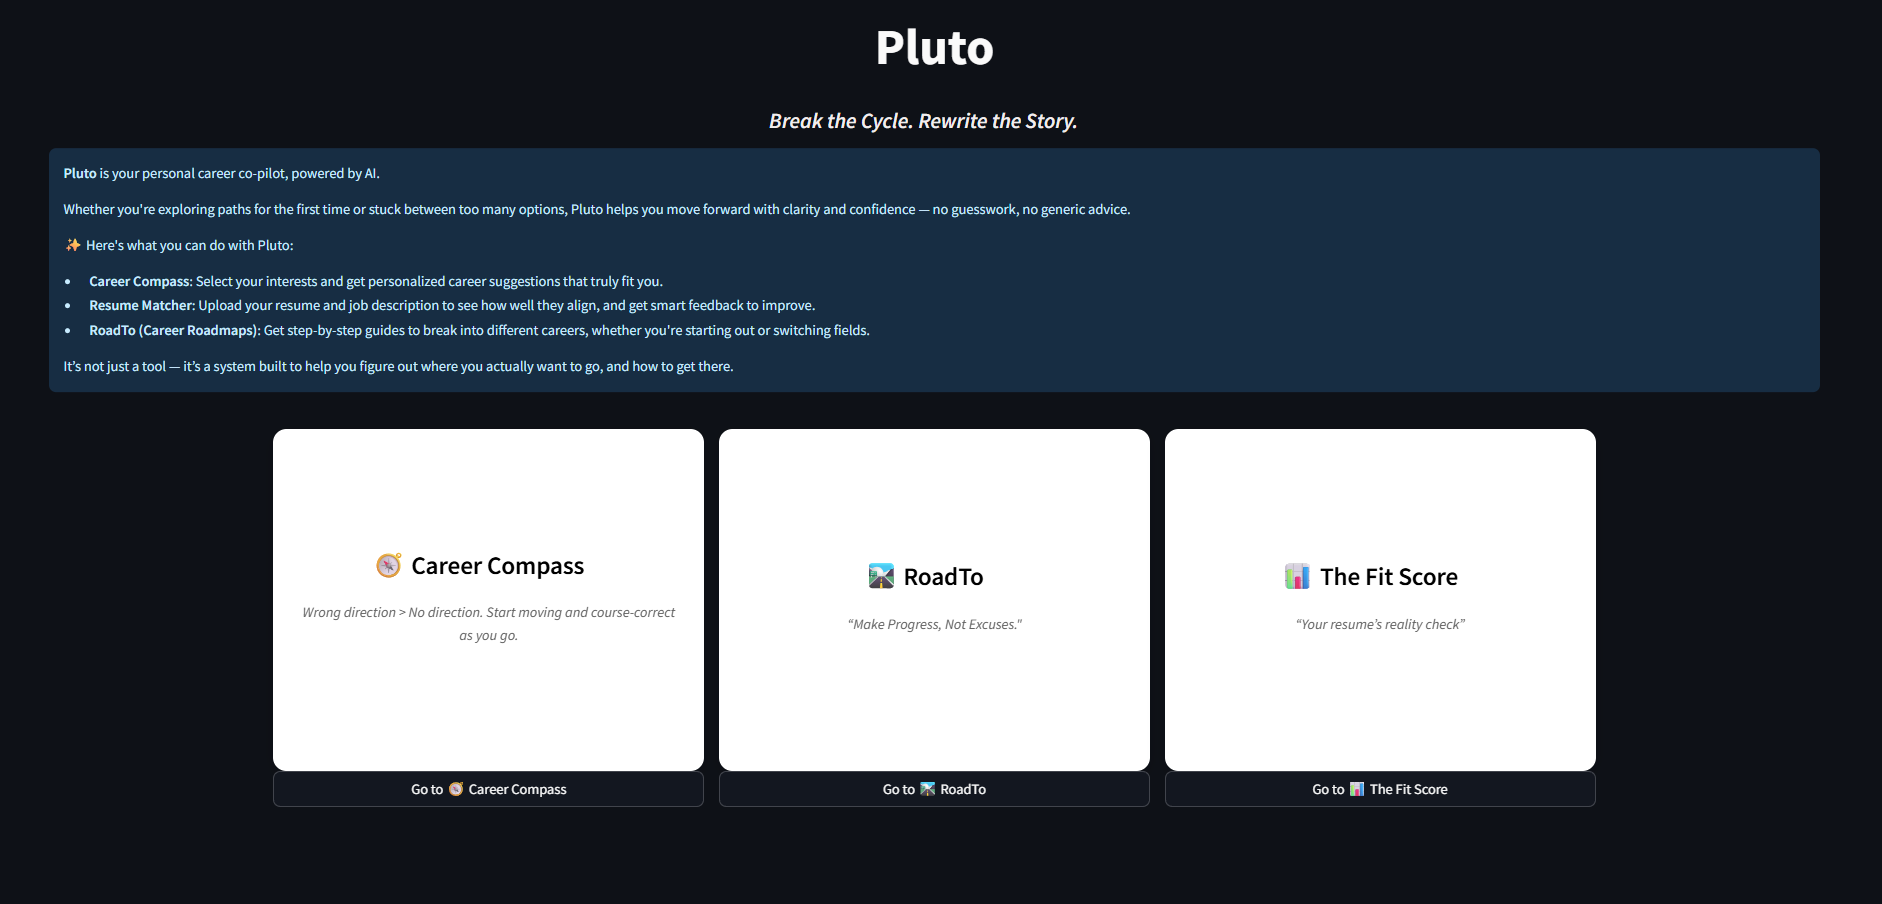 Pluto
Break the Cycle. Rewrite the Story.
Pluto is your personal career co-pilot, powered by AI.
Whether you're exploring paths for the first time or stuck between too many options, Pluto helps you move forward with clarity and confidence — no guesswork, no generic advice.
✨ Here's what you can do with Pluto:
• Career Compass: Select your interests and get personalized career suggestions that truly fit you.
• Resume Matcher: Upload your resume and job description to see how well they align, and get smart feedback to improve.
• RoadTo (Career Roadmaps): Get step-by-step guides to break into different careers, whether you're starting out or switching fields.
It’s not just a tool — it’s a system built to help you figure out where you actually want to go, and how to get there.
🧭 Career Compass
Wrong direction > No direction. Start moving and course-correct
as you go.
Go to 🧭 Career Compass
🛣️ RoadTo
“Make Progress, Not Excuses."
Go to 🛣️ RoadTo
📊 The Fit Score
“Your resume’s reality check”
Go to 📊 The Fit Score